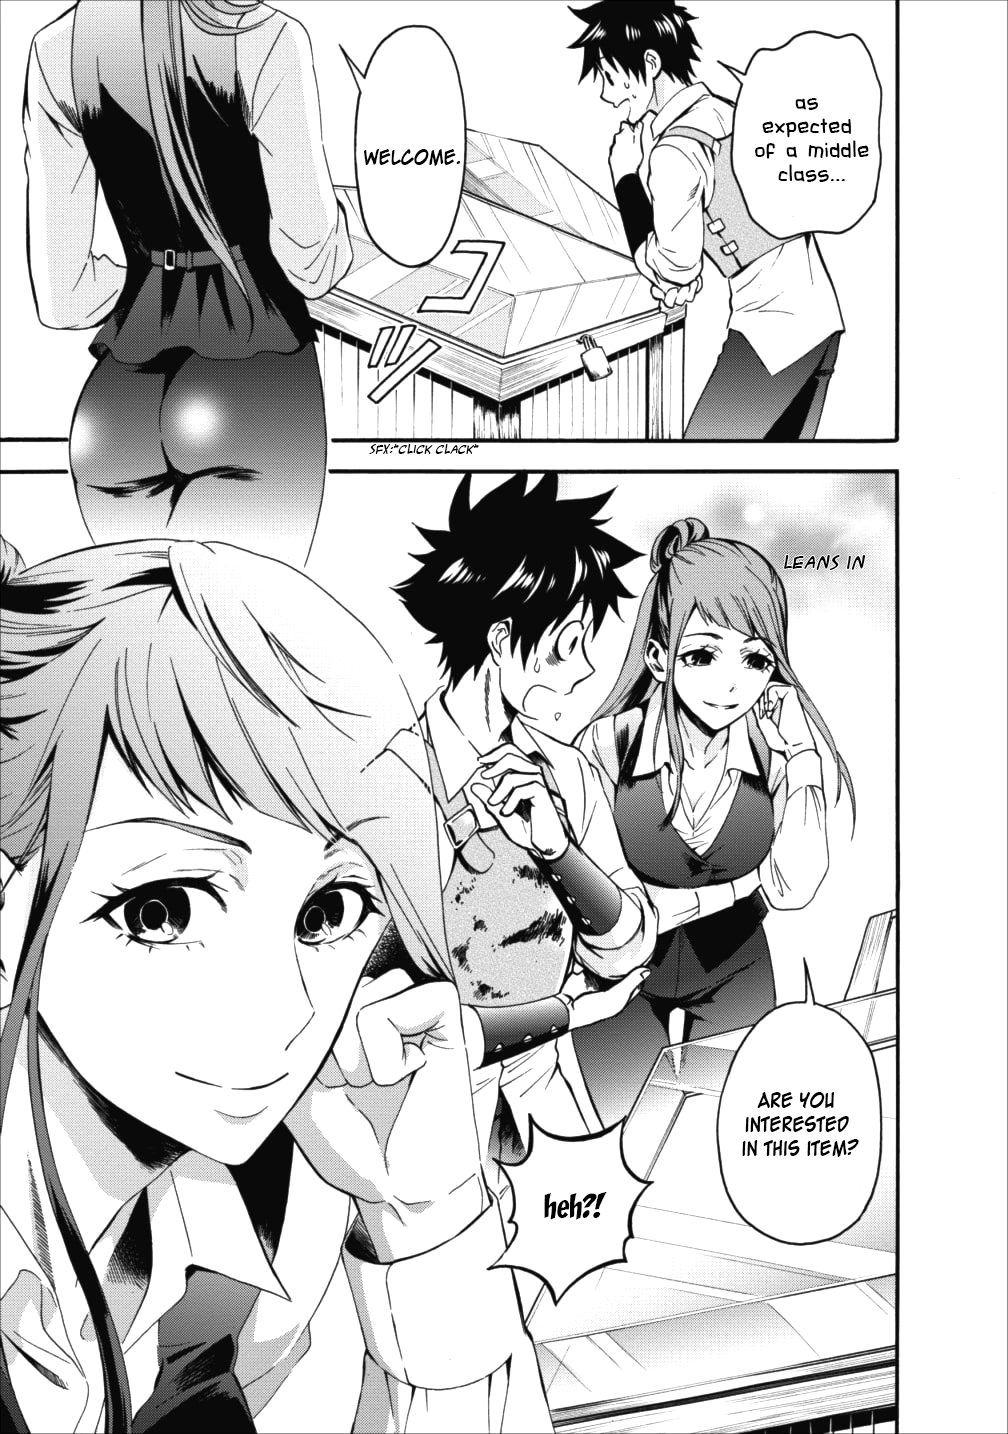 as
expected
of a middle
class...
WELCOME.
コ
ツ
SFX:"CLICK CLACK"
LEANS IN
ARE YOU
INTERESTED
IN THIS ITEM?
heh?!